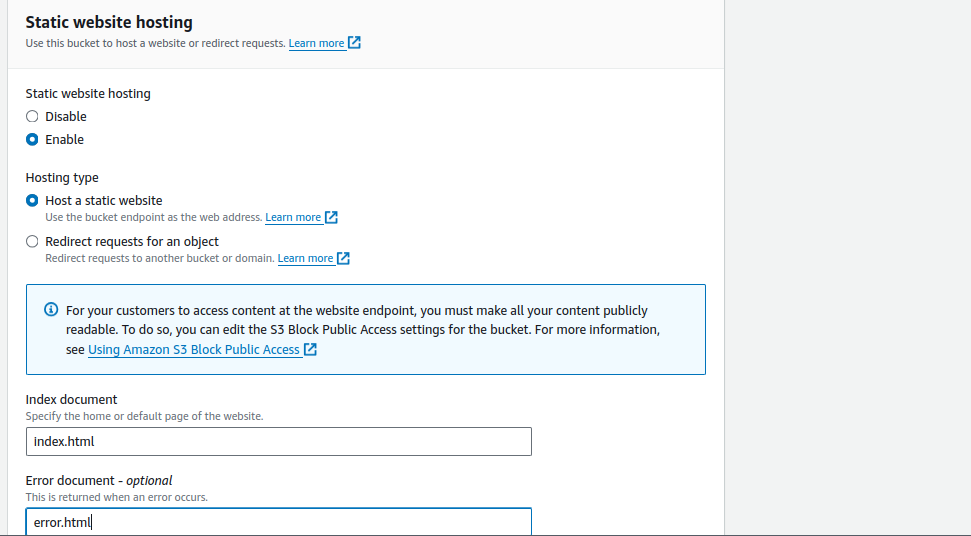 Static website hosting
Use this bucket to host a website or redirect requests. Learn more
Static website hosting
Disable
Enable
Hosting type
Host a static website
Use the bucket endpoint as the web address. Learn more
Redirect requests for an object
Redirect requests to another bucket or domain. Learn more
For your customers to access content at the website endpoint, you must make all your content publicly
readable. To do so, you can edit the S3 Block Public Access settings for the bucket. For more information,
see Using Amazon S3 Block Public Access
Index document
Specify the home or default page of the website.
index.html
Error document - optional
This is returned when an error occurs.
error.html